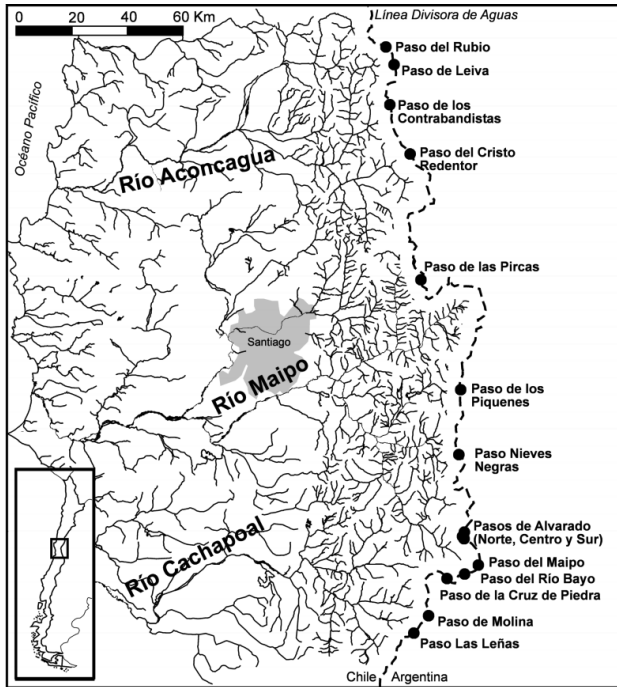 0 20 40 60 Km
Línea Divisora de Aguas
Océano Pacífico
Paso del Rubio
Paso de Leiva
Paso de los
Contrabandistas
Río Aconcagua
Paso del Cristo
Redentor
Paso de las Pircas
Santiago
Río Maipo
Paso de los
Piquenes
Paso Nieves
Negras
Río Cachapoal
Pasos de Alvarado
(Norte, Centro y Sur)
Paso del Maipo
Paso del Río Bayo
Paso de la Cruz de Piedra
Paso de Molina
Paso Las Leñas
Chile Argentina